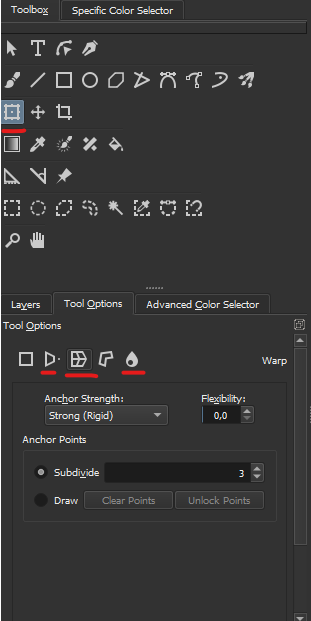 Toolbox Specific Color Selector
Layers Tool Options Advanced Color Selector
Tool Options
Warp
Anchor Strength: Flexibility:
Strong (Rigid) 0,0
Anchor Points
Subdivide 3
Draw Clear Points Unlock Points